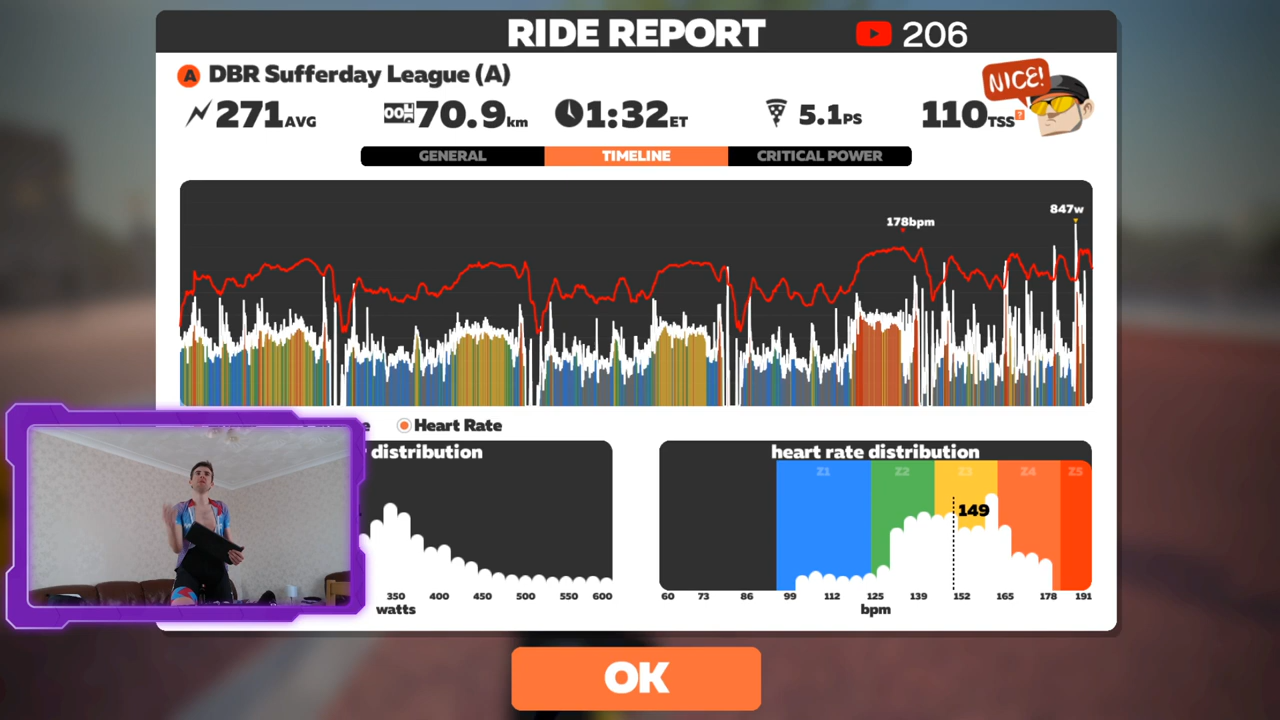 RIDE REPORT
206
A DBR Sufferday League (A)
NICE!
271AVG 70.9km 1:32ET 5.1PS 110TSS ?
GENERAL TIMELINE CRITICAL POWER
847w
178bpm
Heart Rate
distribution
heart rate distribution
Z1 Z2 Z3 Z4 Z5
149
350 400 450 500 550 600
watts
60 73 86 99 112 125 139 152 165 178 191
bpm
OK